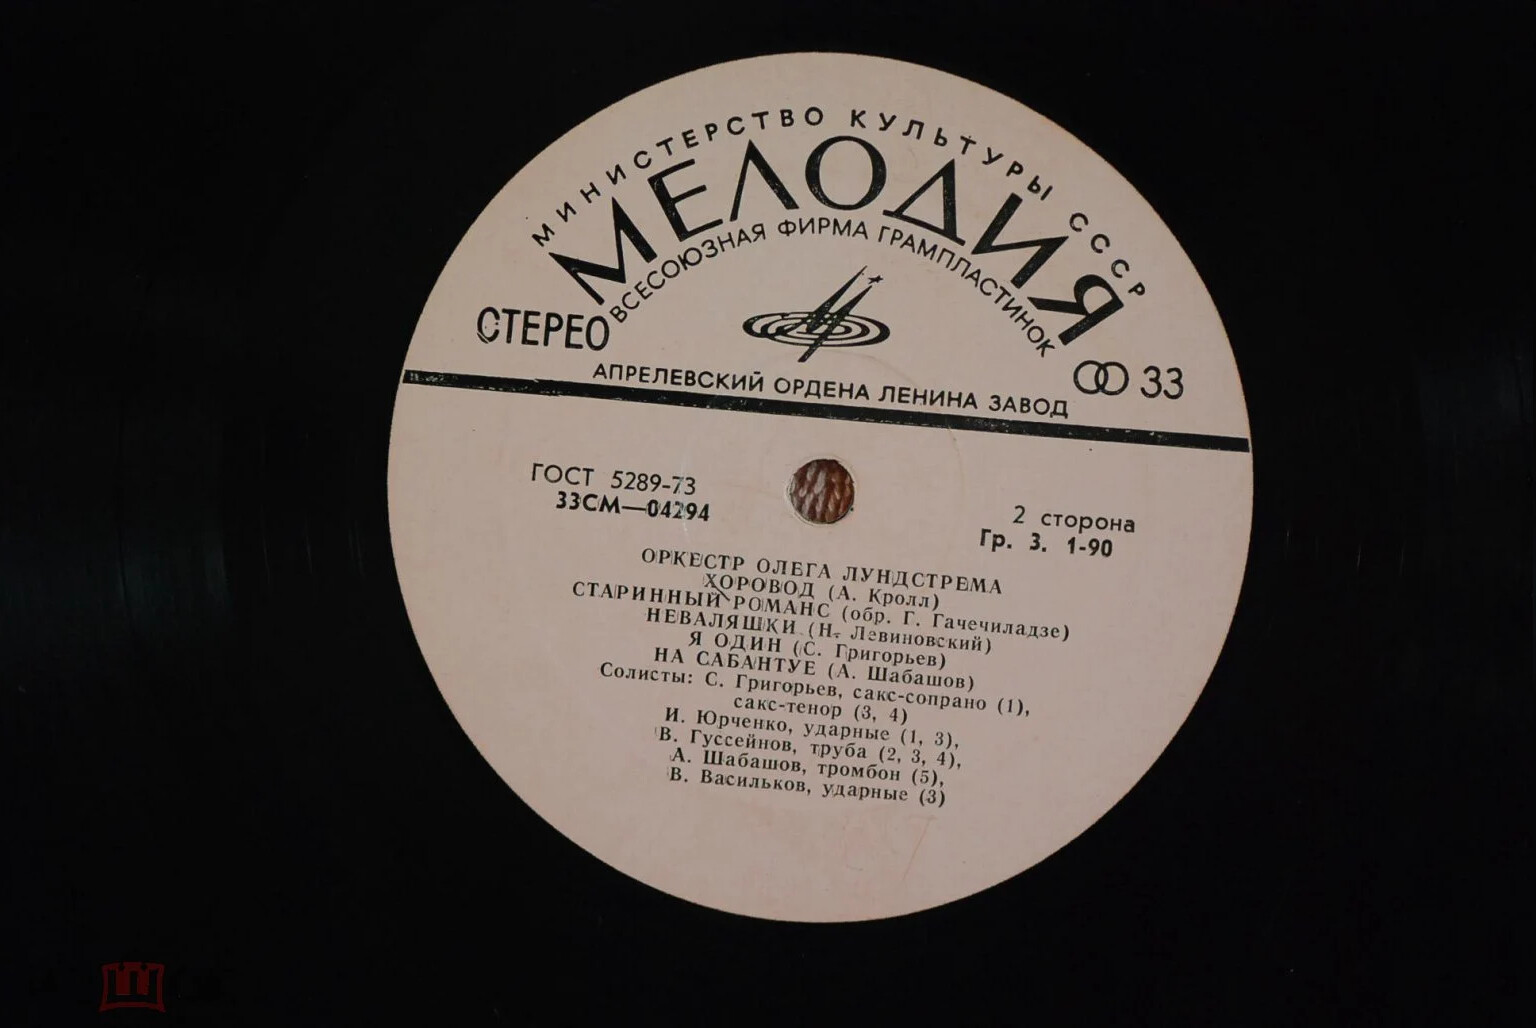 МИНИСТЕРСТВО КУЛЬТУРЫ СССР
МЕЛОДИЯ
ВСЕСОЮЗНАЯ ФИРМА ГРАМПЛАСТИНОК
СТЕРЕО
33
АПРЕЛЕВСКИЙ ОРДЕНА ЛЕНИНА ЗАВОД
ГОСТ 5289-73
33СМ—04294
2 сторона
Гр. 3. 1-90
ОРКЕСТР ОЛЕГА ЛУНДСТРЕМА
ХОРОВОД (А. Кролл)
СТАРИННЫЙ РОМАНС (обр. Г. Гачечиладзе)
НЕВАЛЯШКИ (Н. Левиновский)
Я ОДИН (С. Григорьев)
НА САБАНТУЕ (А. Шабашов)
Солисты: С. Григорьев, сакс-сопрано (1),
сакс-тенор (3, 4)
И. Юрченко, ударные (1, 3),
В. Гуссейнов, труба (2, 3, 4),
А. Шабашов, тромбон (5),
В. Васильков, ударные (3)